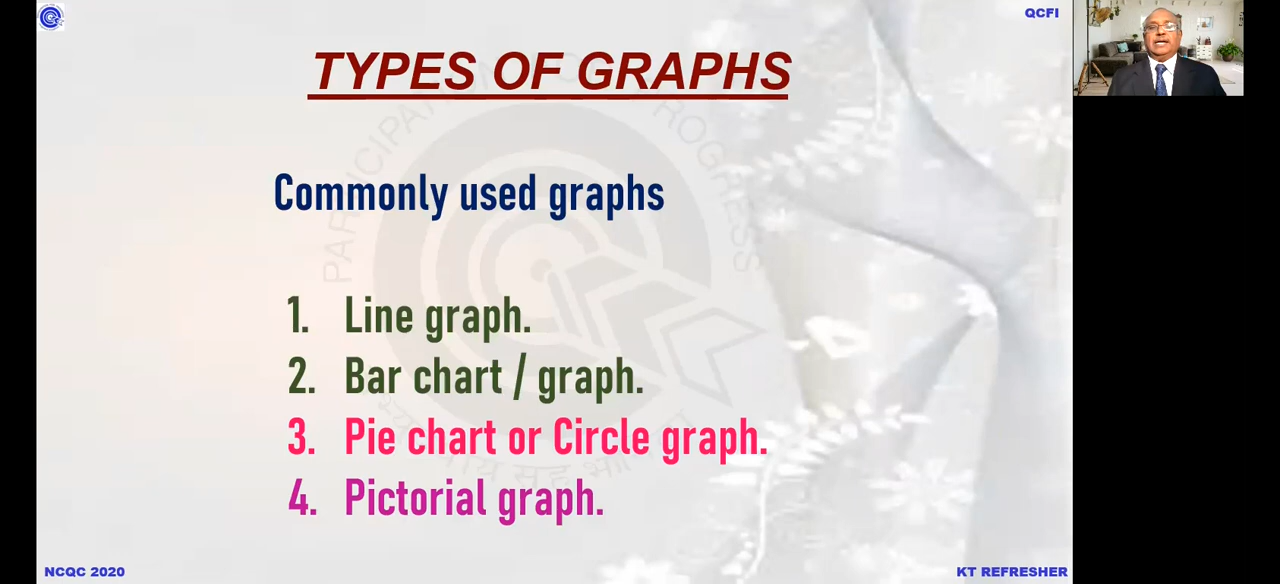 QCFI
TYPES OF GRAPHS
Commonly used graphs
1. Line graph.
2. Bar chart / graph.
3. Pie chart or Circle graph.
4. Pictorial graph.
NCQC 2020
KT REFRESHER